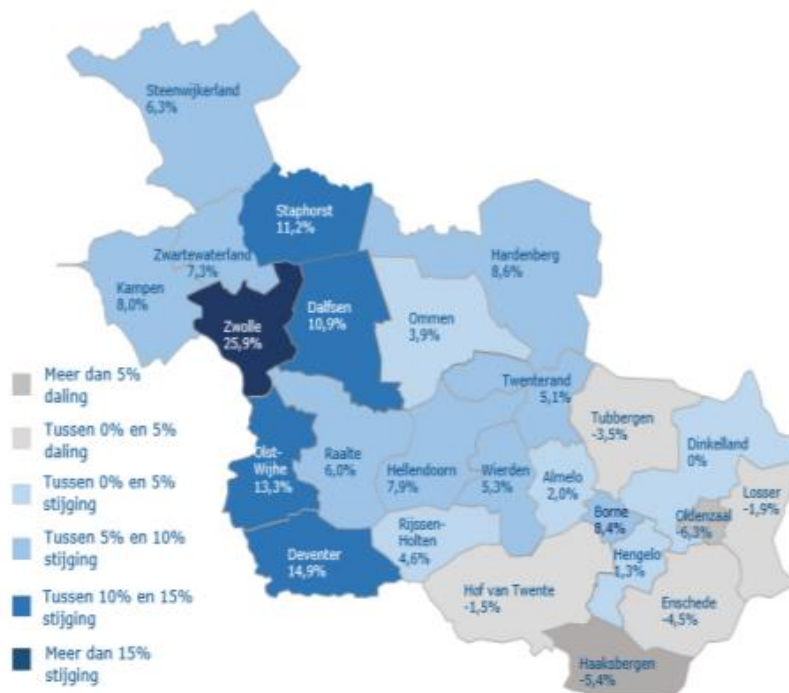 Steenwijkerland
6,3%
Staphorst
11,2%
Zwartewaterland
7,3%
Hardenberg
8,6%
Kampen
8,0%
Dalfsen
10,9%
Ommen
3,9%
Zwolle
25,9%
Meer dan 5%
daling
Tussen 0% en 5%
daling
Tussen 0% en 5%
stijging
Tussen 5% en 10%
stijging
Tussen 10% en 15%
stijging
Meer dan 15%
stijging
Twenterand
5,1%
Tubbergen
-3,5%
Dinkelland
0%
Olst-
Wijhe
13,3%
Raalte
6,0%
Hellendoorn
7,9%
Wierden
5,3%
Almelo
2,0%
Losser
-1,9%
Borne
8,4%
Oldenzaal
-6,3%
Rijssen-
Holten
4,6%
Hengelo
1,3%
Deventer
14,9%
Hof van Twente
-1,5%
Enschede
-4,5%
Haaksbergen
-5,4%